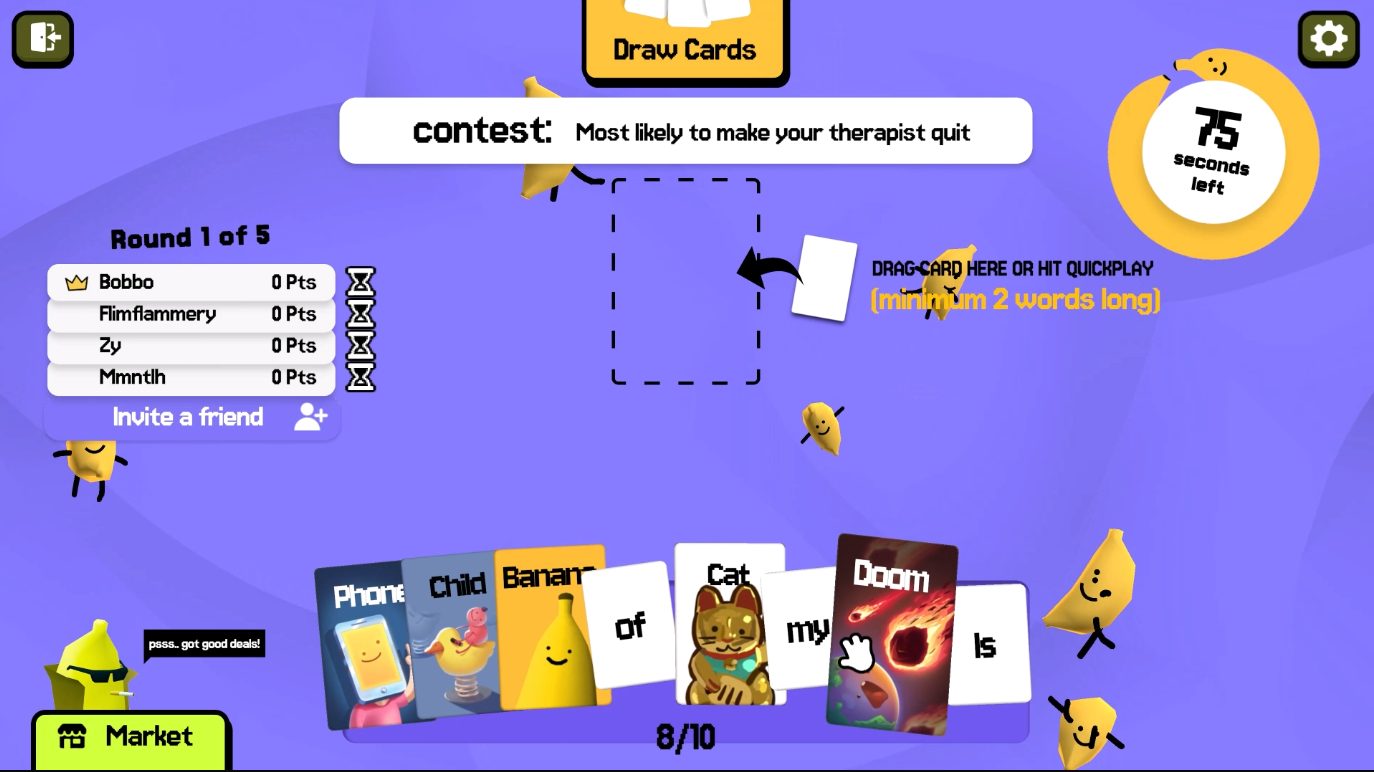 Draw Cards
contest: Most likely to make your therapist quit
75
seconds
left
Round 1 of 5
Bobbo 0 Pts
Flimflammery 0 Pts
Zy 0 Pts
Mmntlh 0 Pts
Invite a friend
DRAG CARD HERE OR HIT QUICKPLAY
(minimum 2 words long)
Phone
Child
Banana
of
Cat
my
Doom
Is
psss.. got good deals!
Market
8/10